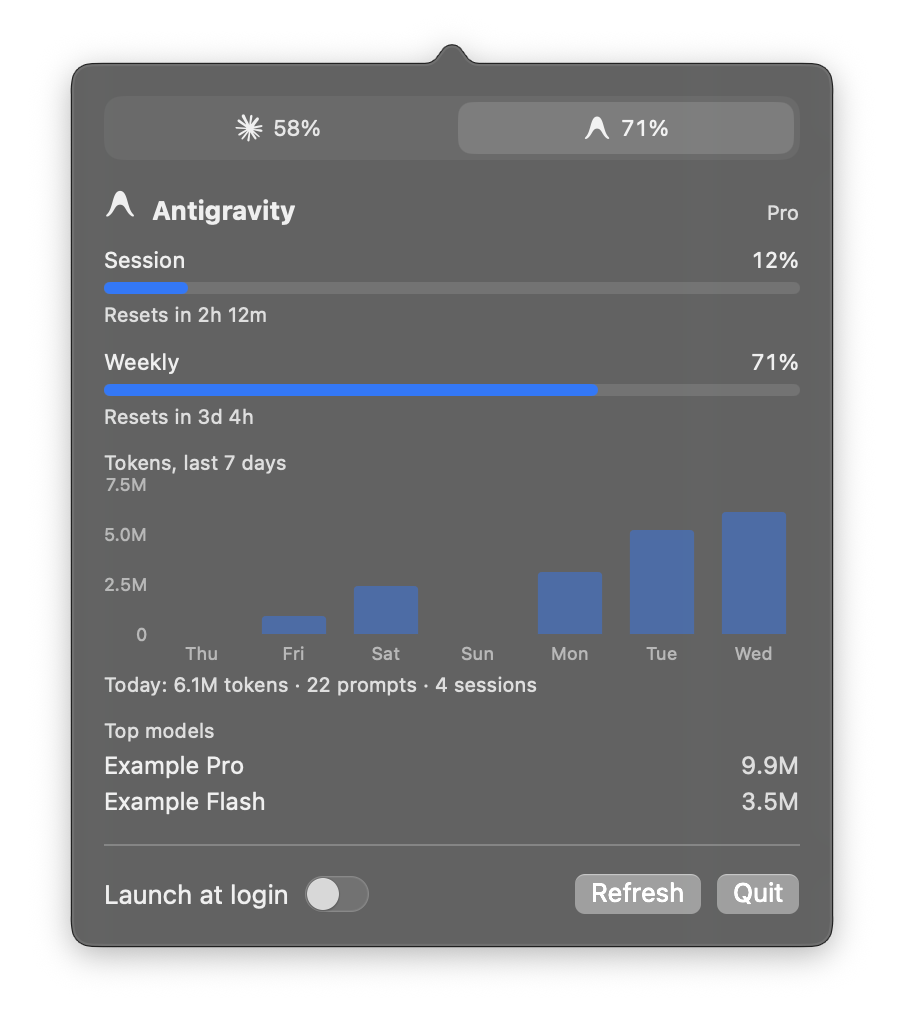 58% 71%
Antigravity Pro
Session 12%
Resets in 2h 12m
Weekly 71%
Resets in 3d 4h
Tokens, last 7 days
7.5M
5.0M
2.5M
0
Thu Fri Sat Sun Mon Tue Wed
Today: 6.1M tokens · 22 prompts · 4 sessions
Top models
Example Pro 9.9M
Example Flash 3.5M
Launch at login Refresh Quit